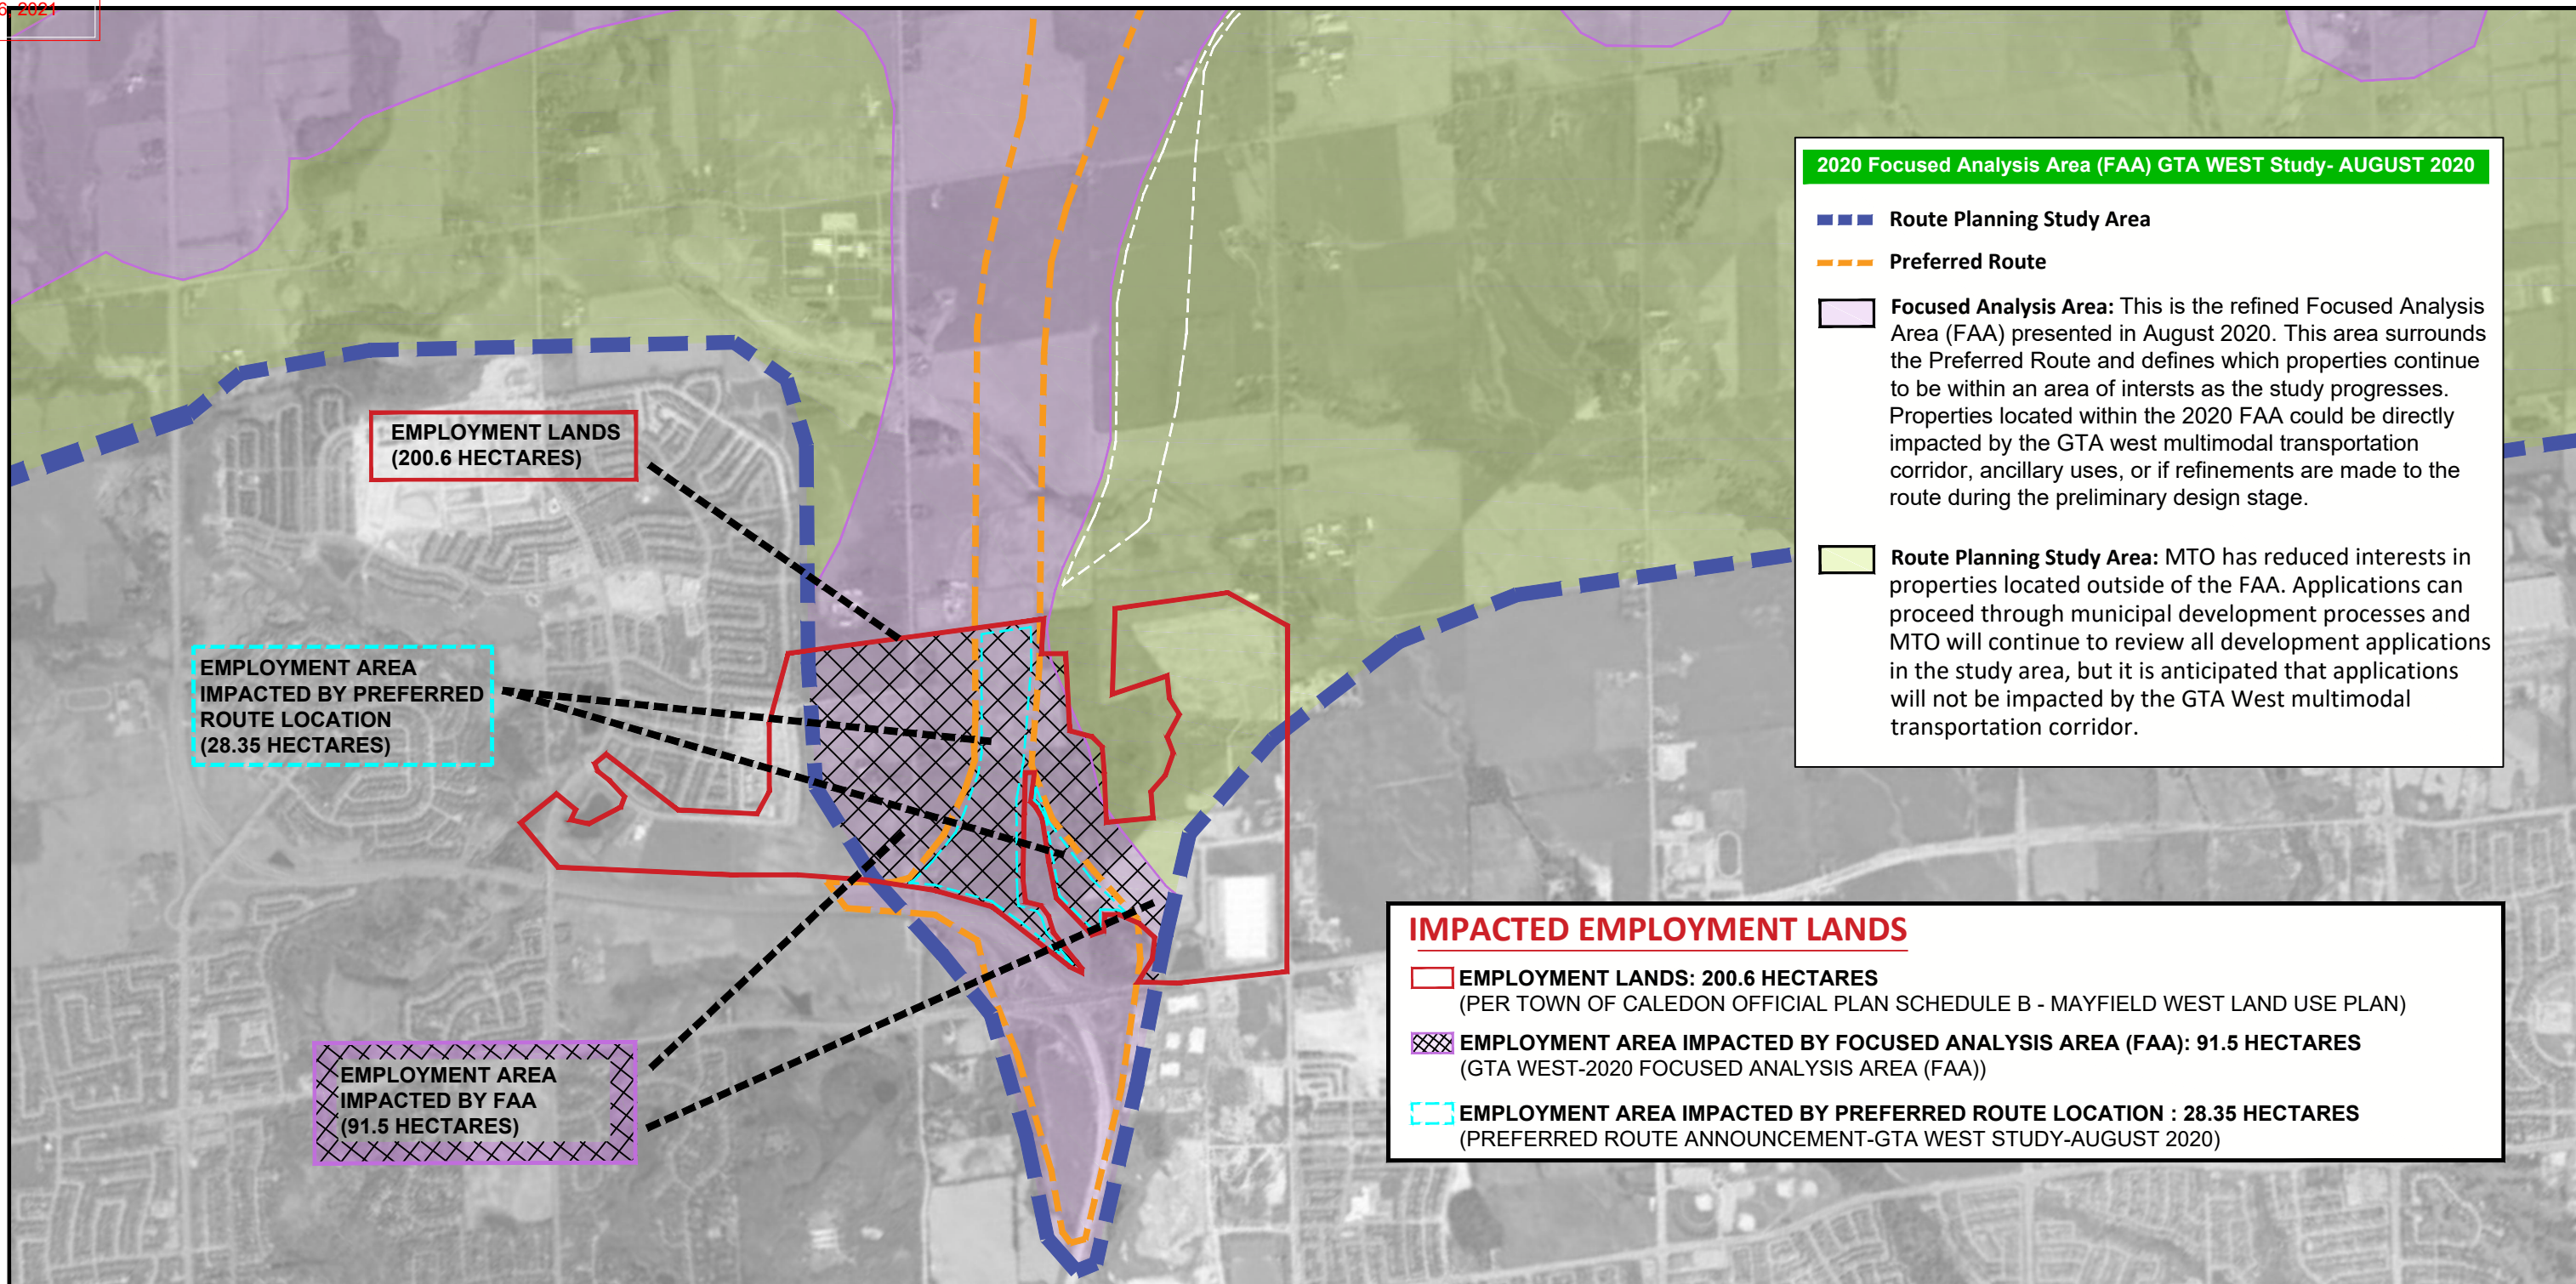 6, 2021
2020 Focused Analysis Area (FAA) GTA WEST Study- AUGUST 2020
Route Planning Study Area
Preferred Route
Focused Analysis Area: This is the refined Focused Analysis
Area (FAA) presented in August 2020. This area surrounds
the Preferred Route and defines which properties continue
to be within an area of intersts as the study progresses.
Properties located within the 2020 FAA could be directly
impacted by the GTA west multimodal transportation
corridor, ancillary uses, or if refinements are made to the
route during the preliminary design stage.
Route Planning Study Area: MTO has reduced interests in
properties located outside of the FAA. Applications can
proceed through municipal development processes and
MTO will continue to review all development applications
in the study area, but it is anticipated that applications
will not be impacted by the GTA West multimodal
transportation corridor.
EMPLOYMENT LANDS
(200.6 HECTARES)
EMPLOYMENT AREA
IMPACTED BY PREFERRED
ROUTE LOCATION
(28.35 HECTARES)
EMPLOYMENT AREA
IMPACTED BY FAA
(91.5 HECTARES)
IMPACTED EMPLOYMENT LANDS
EMPLOYMENT LANDS: 200.6 HECTARES
(PER TOWN OF CALEDON OFFICIAL PLAN SCHEDULE B - MAYFIELD WEST LAND USE PLAN)
EMPLOYMENT AREA IMPACTED BY FOCUSED ANALYSIS AREA (FAA): 91.5 HECTARES
(GTA WEST-2020 FOCUSED ANALYSIS AREA (FAA))
EMPLOYMENT AREA IMPACTED BY PREFERRED ROUTE LOCATION : 28.35 HECTARES
(PREFERRED ROUTE ANNOUNCEMENT-GTA WEST STUDY-AUGUST 2020)